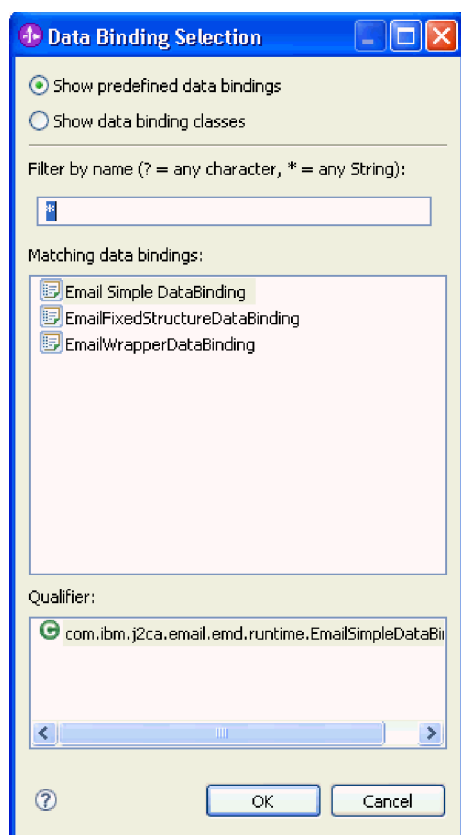 Data Binding Selection
Show predefined data bindings
Show data binding classes
Filter by name (? = any character, * = any String):
*
Matching data bindings:
Email Simple DataBinding
EmailFixedStructureDataBinding
EmailWrapperDataBinding
Qualifier:
com.ibm.j2ca.email.emd.runtime.EmailSimpleDataBi
OK Cancel